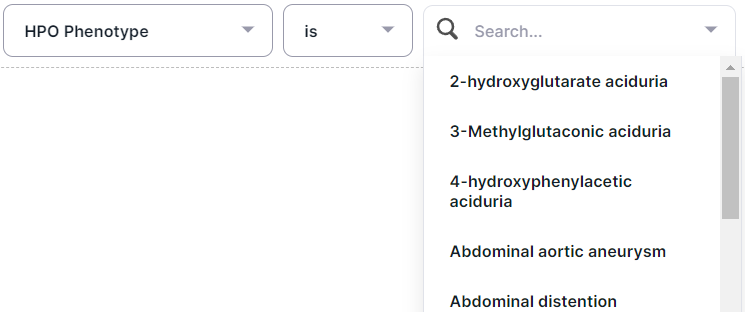 HPO Phenotype
is
Search...
2-hydroxyglutarate aciduria
3-Methylglutaconic aciduria
4-hydroxyphenylacetic
aciduria
Abdominal aortic aneurysm
Abdominal distention